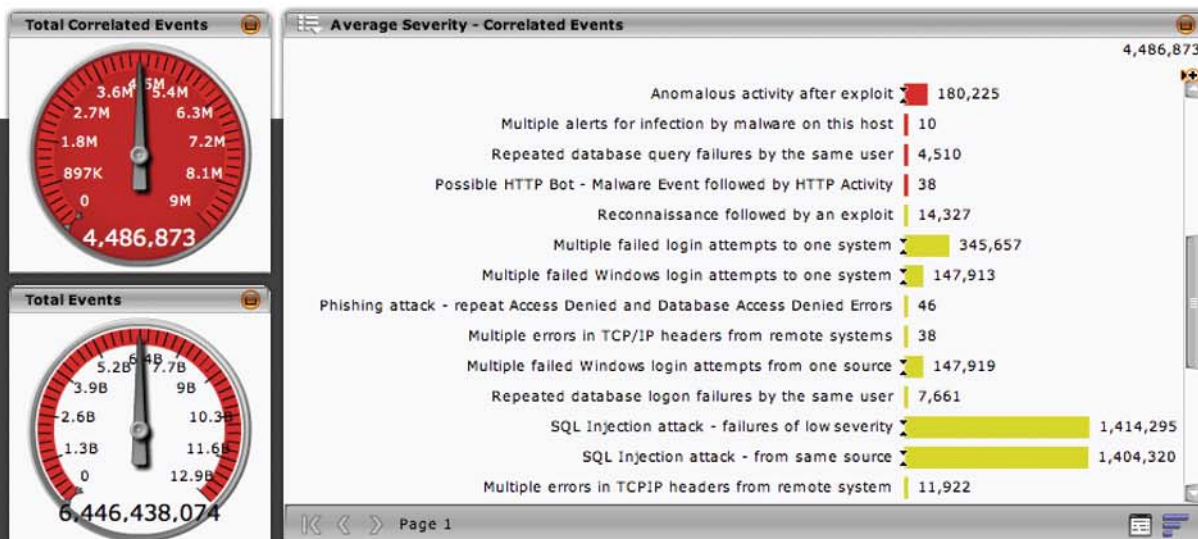 Total Correlated Events
4.5M
3.6M
5.4M
2.7M
6.3M
1.8M
7.2M
897K
8.1M
0
9M
4,486,873
Total Events
6.4B
5.2B
7.7B
3.9B
9B
2.6B
10.3B
1.3B
11.6B
0
12.9B
6,446,438,074
Average Severity - Correlated Events
4,486,873
Anomalous activity after exploit 180,225
Multiple alerts for infection by malware on this host 10
Repeated database query failures by the same user 4,510
Possible HTTP Bot - Malware Event followed by HTTP Activity 38
Reconnaissance followed by an exploit 14,327
Multiple failed login attempts to one system 345,657
Multiple failed Windows login attempts to one system 147,913
Phishing attack - repeat Access Denied and Database Access Denied Errors 46
Multiple errors in TCP/IP headers from remote systems 38
Multiple failed Windows login attempts from one source 147,919
Repeated database logon failures by the same user 7,661
SQL Injection attack - failures of low severity 1,414,295
SQL Injection attack - from same source 1,404,320
Multiple errors in TCPIP headers from remote system 11,922
Page 1